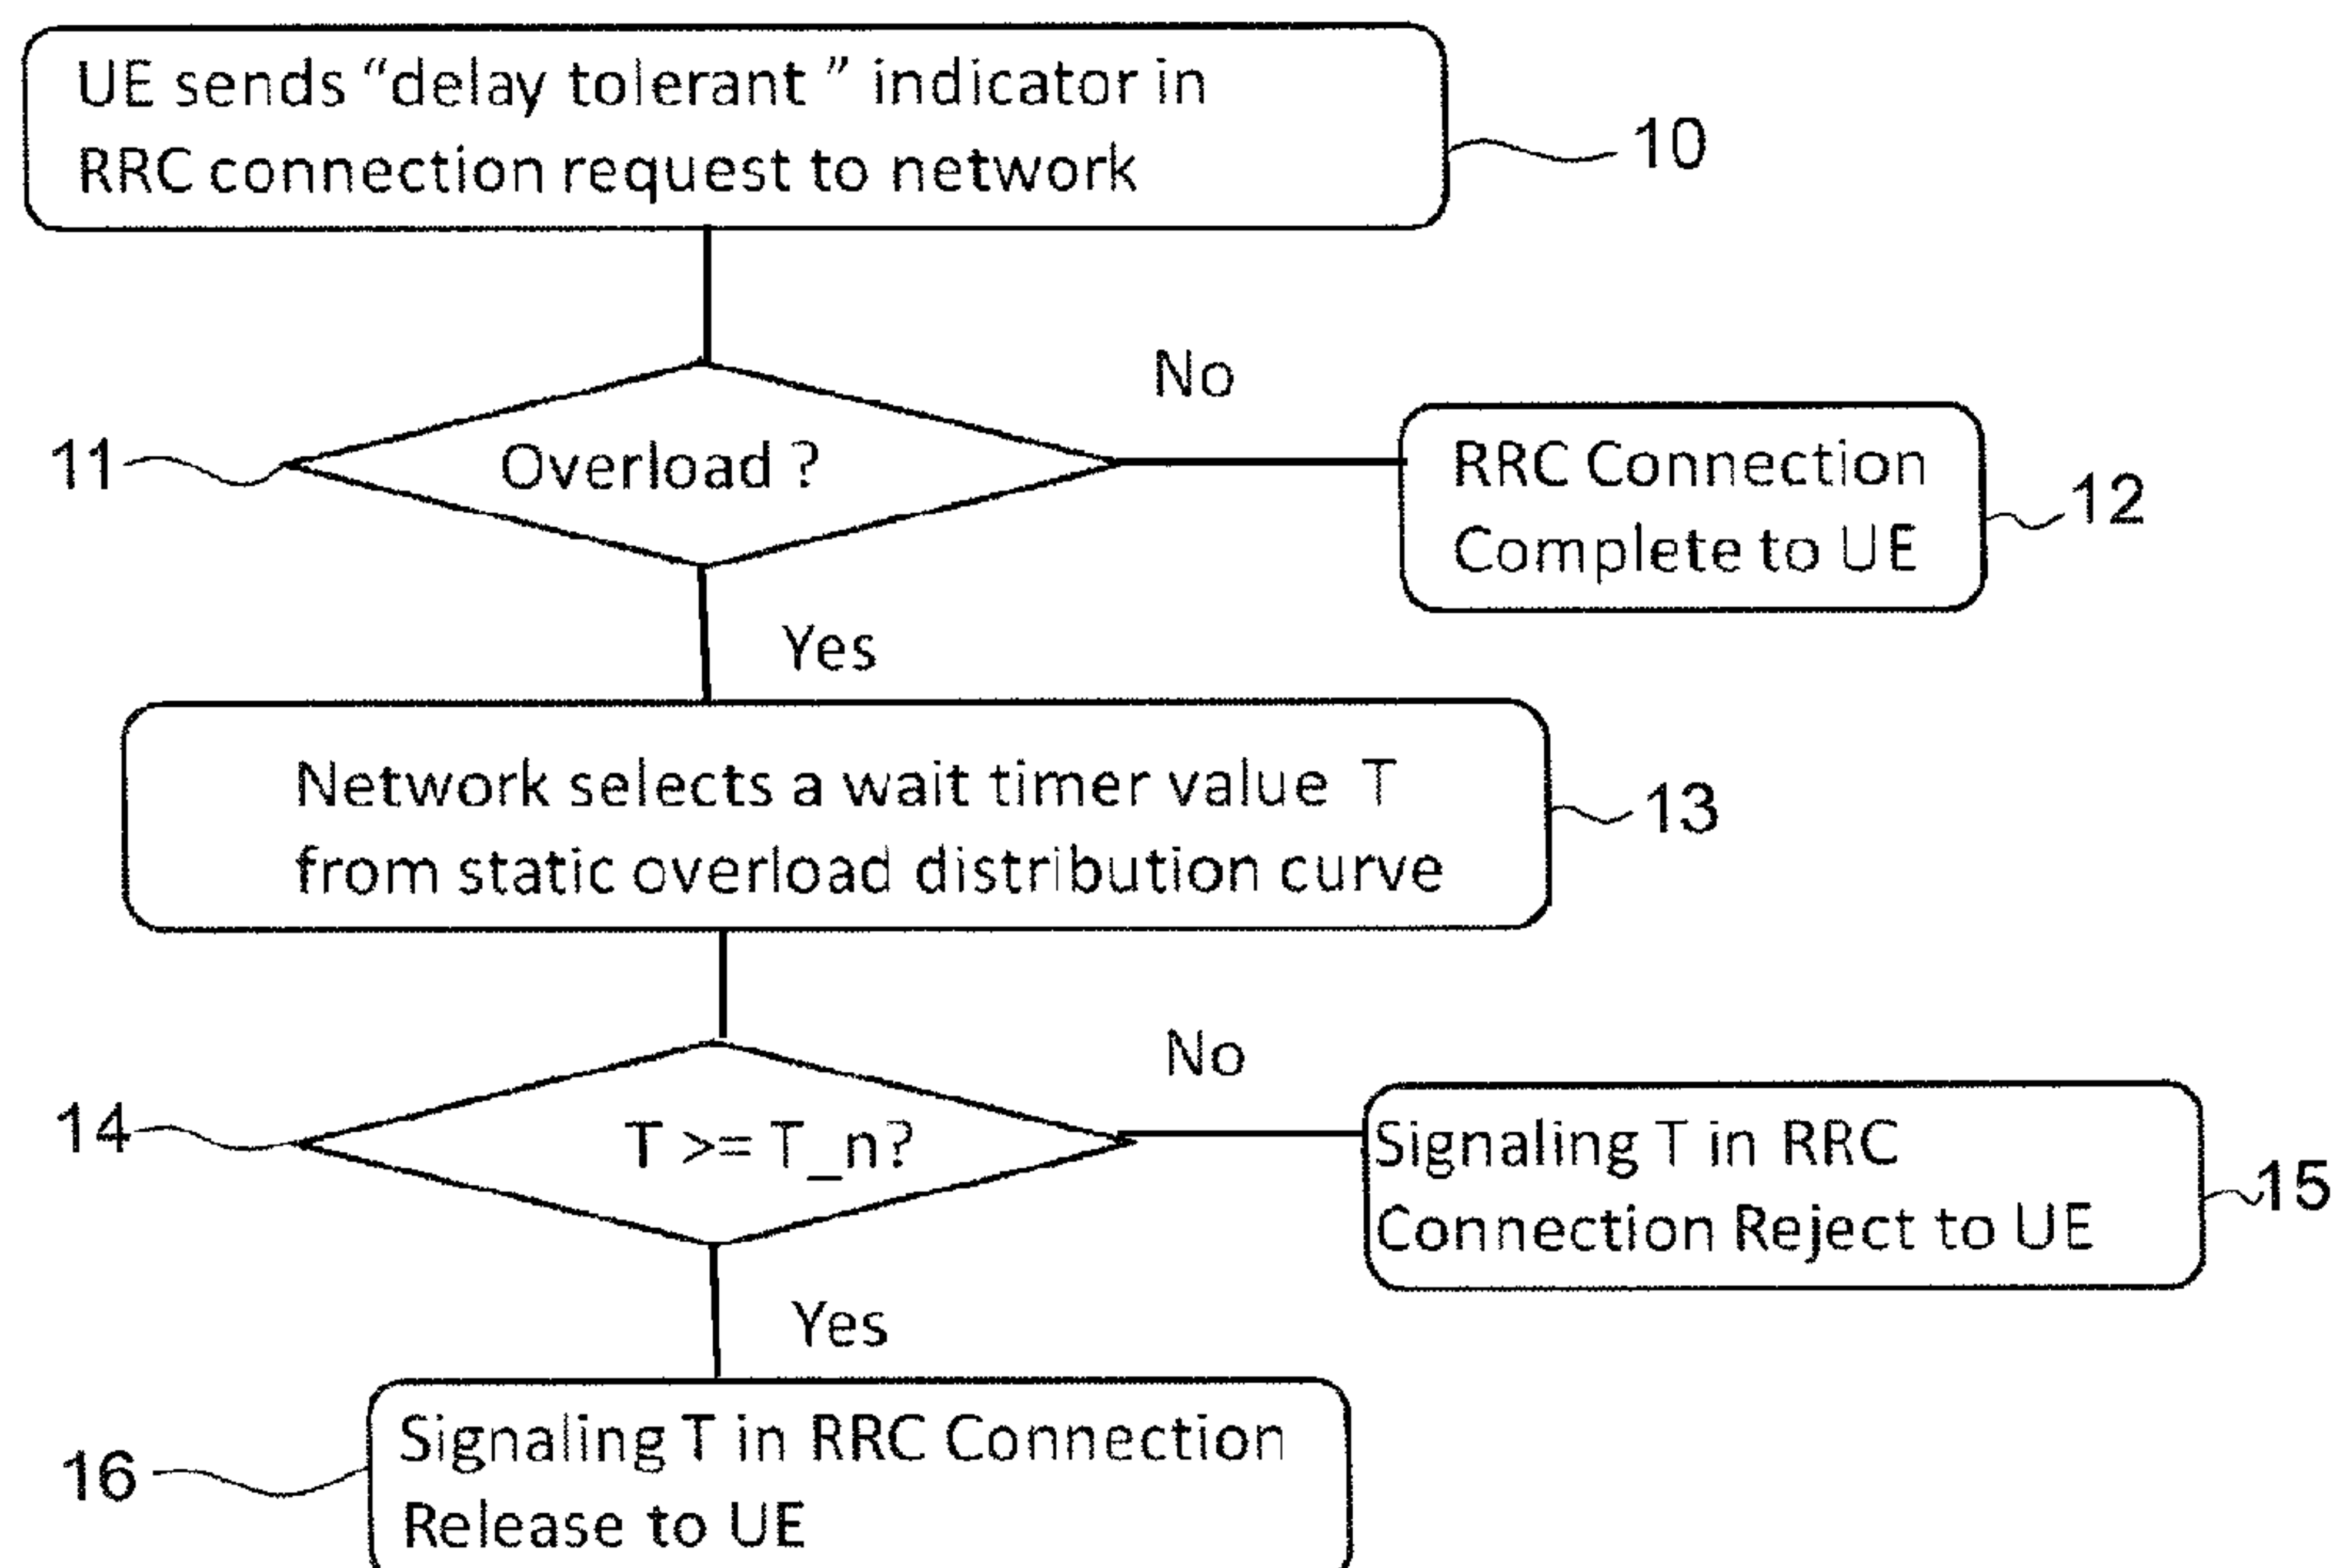 UE sends “delay tolerant ” indicator in
RRC connection request to network
10
No
11
Overload ?
RRC Connection
Complete to UE
12
Yes
Network selects a wait timer value T
from static overload distribution curve
13
No
14
T >= T_n?
Signaling T in RRC
Connection Reject to UE
15
Yes
16
Signaling T in RRC Connection
Release to UE